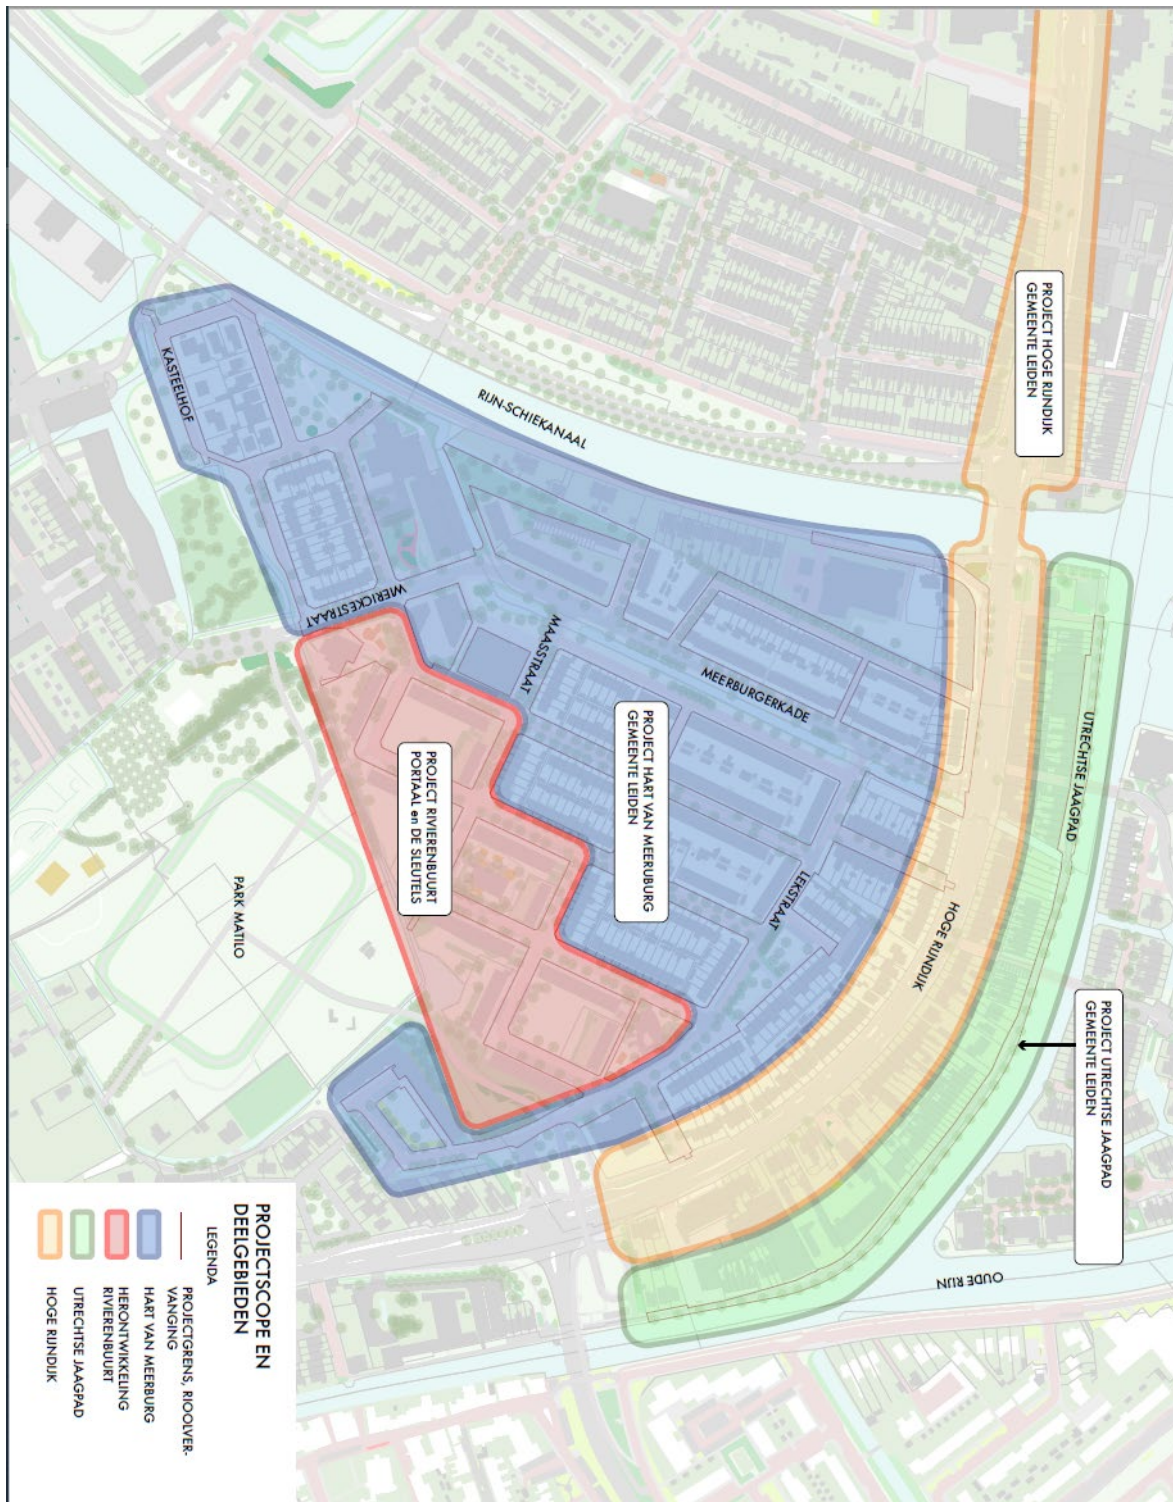 PROJECT HOGE RIJNDIJK
GEMEENTE LEIDEN
KASTEELHOF
RIJN-SCHIEKANAAL
WIERICKESTRAAT
MAASSTRAAT
MEERBURGERKADE
UTRECHTSE JAAGPAD
PROJECT HART VAN MEERUBURG
GEMEENTE LEIDEN
PROJECT RIVIERENBUURT
PORTAAL en DE SLEUTELS
LEKSTRAAT
HOGE RIJNDIJK
PARK MATILO
PROJECT UTRECHTSE JAAGPAD
GEMEENTE LEIDEN
OUDE RIJN
PROJECTSCOPE EN
DEELGEBIEDEN
LEGENDA
PROJECTGRENS, RIOOLVER-
VANGING
HART VAN MEERBURG
HERONTWIKKELING
RIVIERENBUURT
UTRECHTSE JAAGPAD
HOGE RIJNDIJK